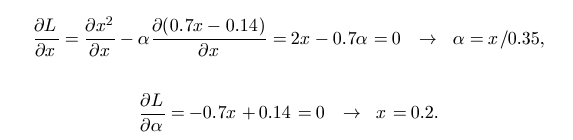 ∂L/∂x = ∂x²/∂x − α ∂(0.7x − 0.14)/∂x = 2x − 0.7α = 0 → α = x/0.35,
∂L/∂α = −0.7x + 0.14 = 0 → x = 0.2.